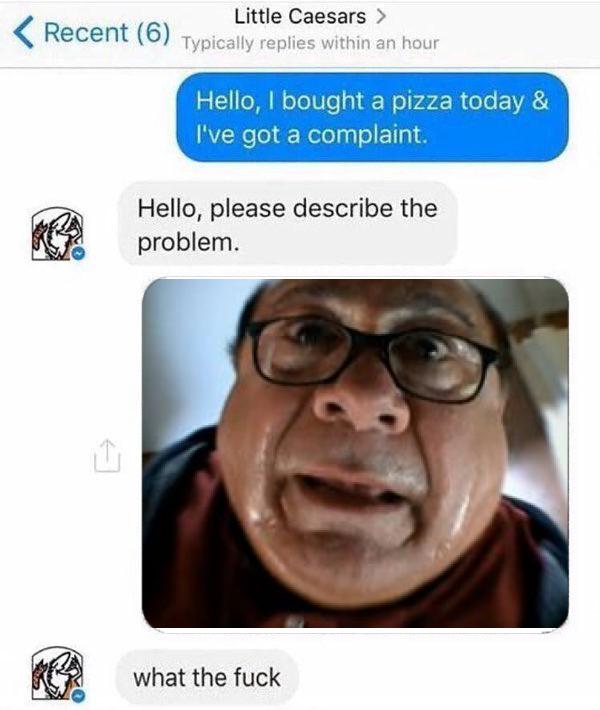 Little Caesars >
Recent (6)
Typically replies within an hour
Hello, I bought a pizza today &
I've got a complaint.
Hello, please describe the
problem.
what the fuck